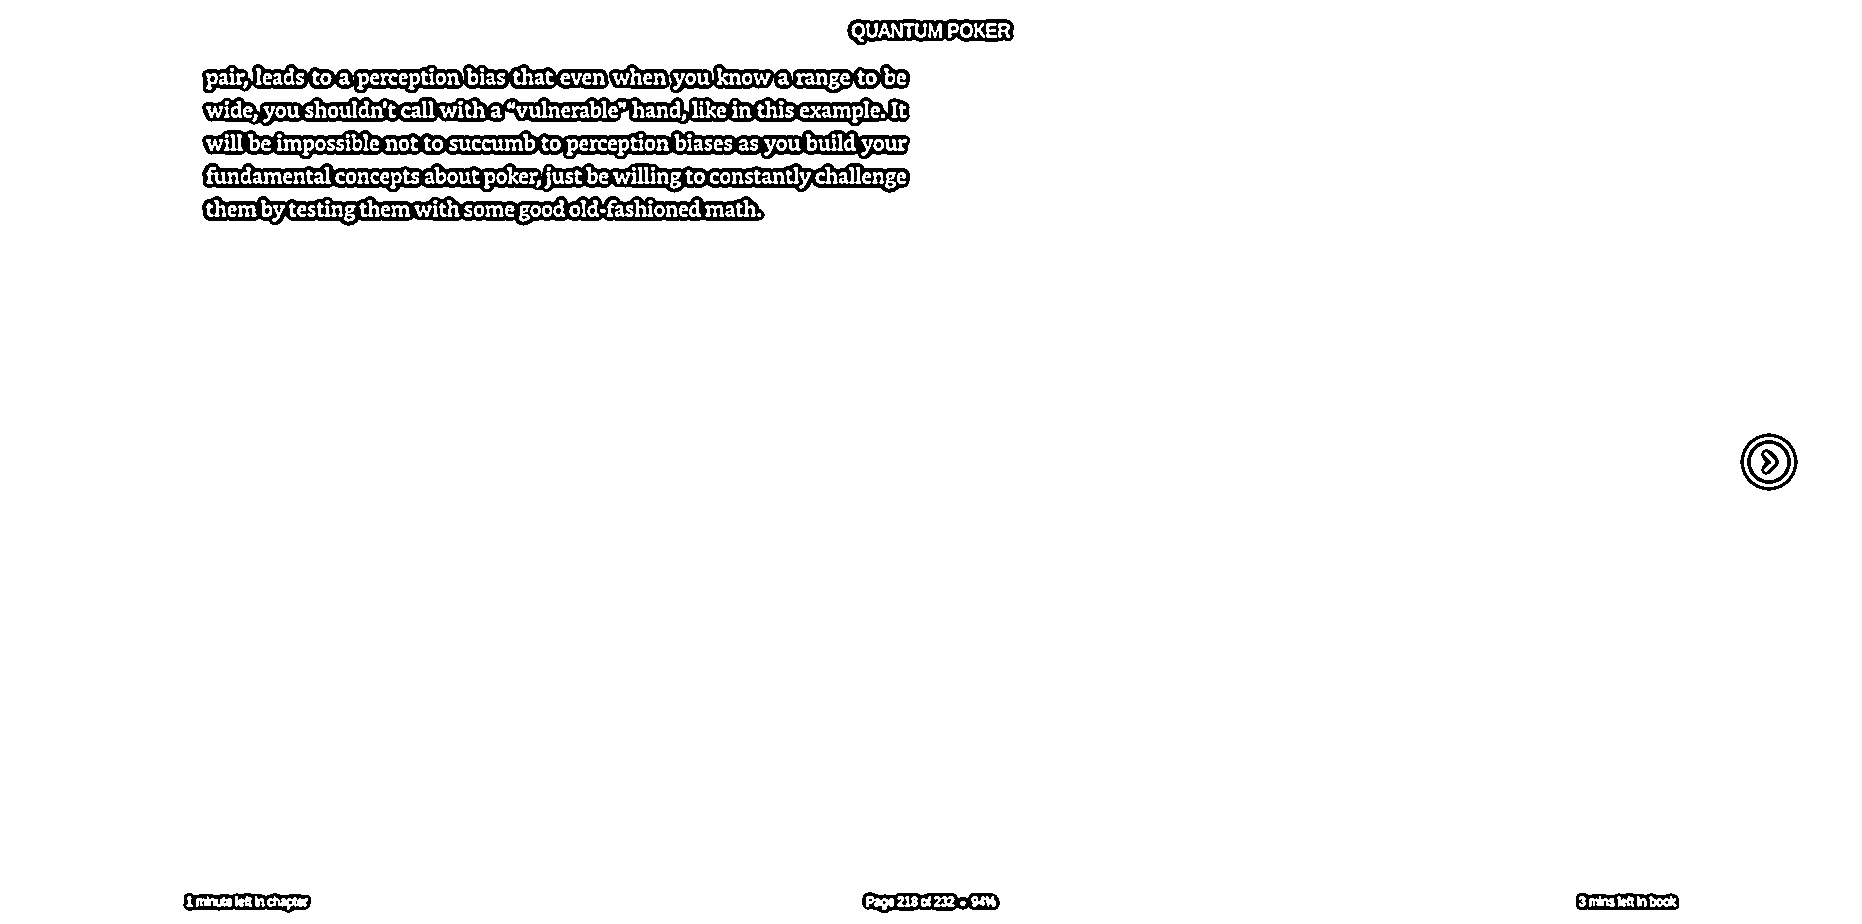 QUANTUM POKER
pair, leads to a perception bias that even when you know a range to be
wide, you shouldn't call with a “vulnerable” hand, like in this example. It
will be impossible not to succumb to perception biases as you build your
fundamental concepts about poker, just be willing to constantly challenge
them by testing them with some good old-fashioned math.
1 minute left in chapter
Page 218 of 232 • 94%
3 mins left in book